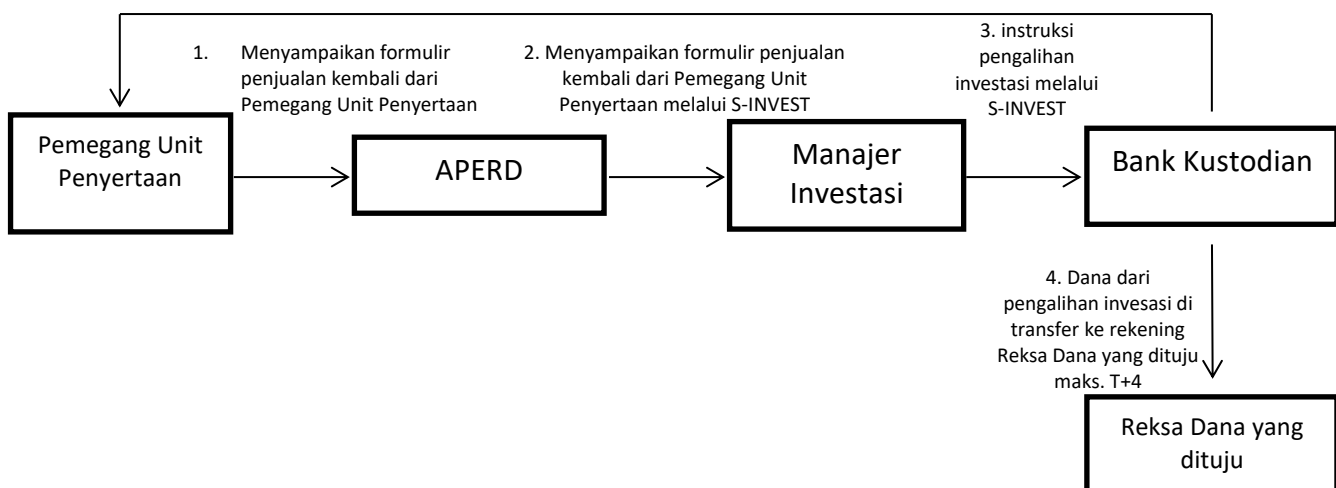 1. Menyampaikan formulir
penjualan kembali dari
Pemegang Unit Penyertaan
2. Menyampaikan formulir penjualan
kembali dari Pemegang Unit
Penyertaan melalui S-INVEST
3. instruksi
pengalihan
investasi melalui
S-INVEST
Pemegang Unit
Penyertaan
APERD
Manajer
Investasi
Bank Kustodian
4. Dana dari
pengalihan invesasi di
transfer ke rekening
Reksa Dana yang dituju
maks. T+4
Reksa Dana yang
dituju